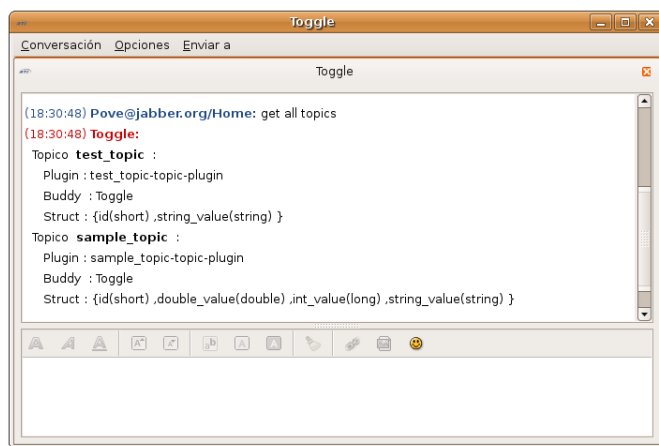 Toggle
Conversación Opciones Enviar a
Toggle
(18:30:48) Pove@jabber.org/Home: get all topics
(18:30:48) Toggle:
Topico test_topic :
Plugin : test_topic-topic-plugin
Buddy : Toggle
Struct : {id(short) ,string_value(string) }
Topico sample_topic :
Plugin : sample_topic-topic-plugin
Buddy : Toggle
Struct : {id(short) ,double_value(double) ,int_value(long) ,string_value(string) }